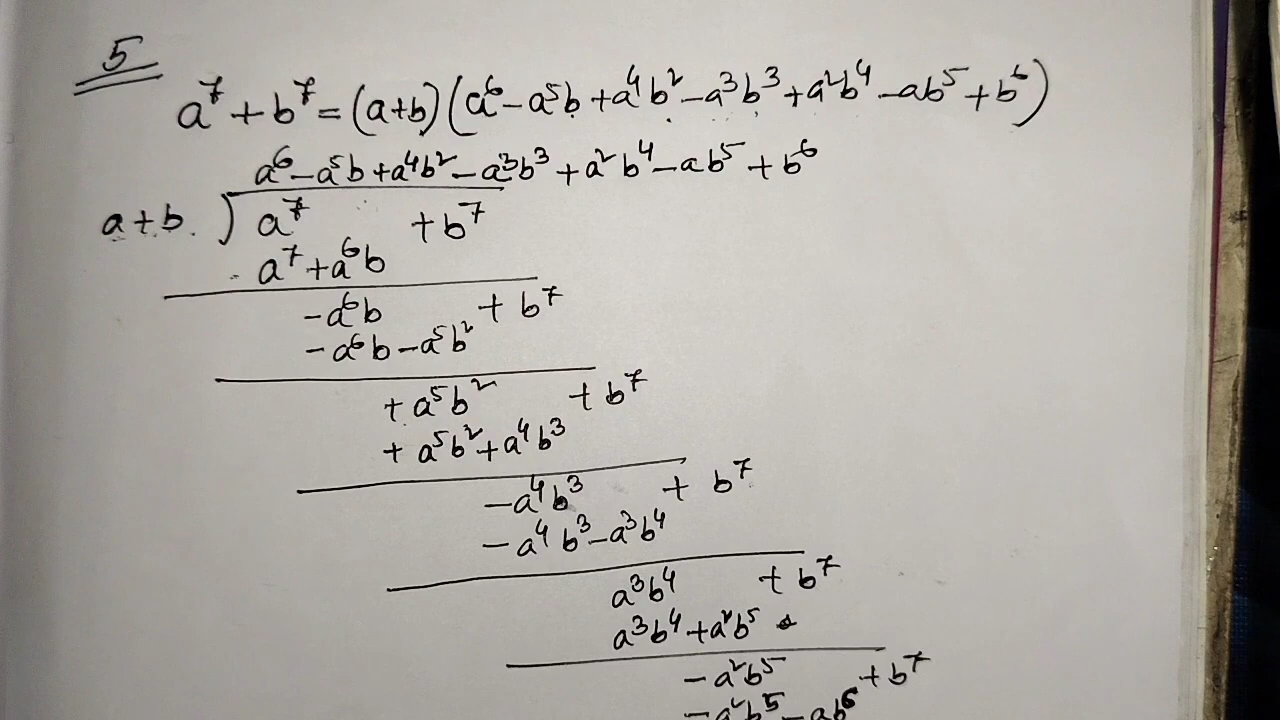 5
a⁷ + b⁷ = (a+b)(a⁶ - a⁵b + a⁴b² - a³b³ + a²b⁴ - ab⁵ + b⁶)
a⁶ - a⁵b + a⁴b² - a³b³ + a²b⁴ - ab⁵ + b⁶
a+b ) a⁷ + b⁷
a⁷ + a⁶b
- a⁶b + b⁷
- a⁶b - a⁵b²
+ a⁵b² + b⁷
+ a⁵b² + a⁴b³
- a⁴b³ + b⁷
- a⁴b³ - a³b⁴
a³b⁴ + b⁷
a³b⁴ + a²b⁵
- a²b⁵ + b⁷
- a²b⁵ - ab⁶